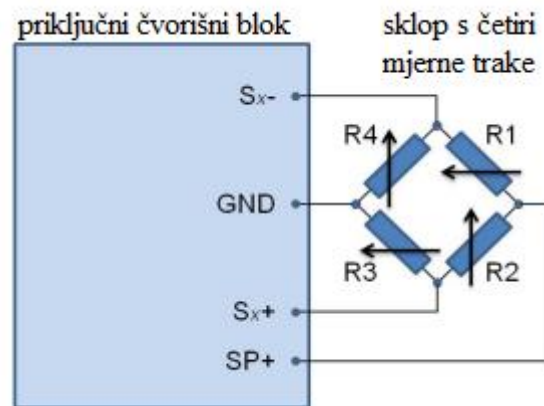 priključni čvorišni blok
sklop s četiri
mjerne trake
Sx-
R4
R1
GND
R3
R2
Sx+
SP+